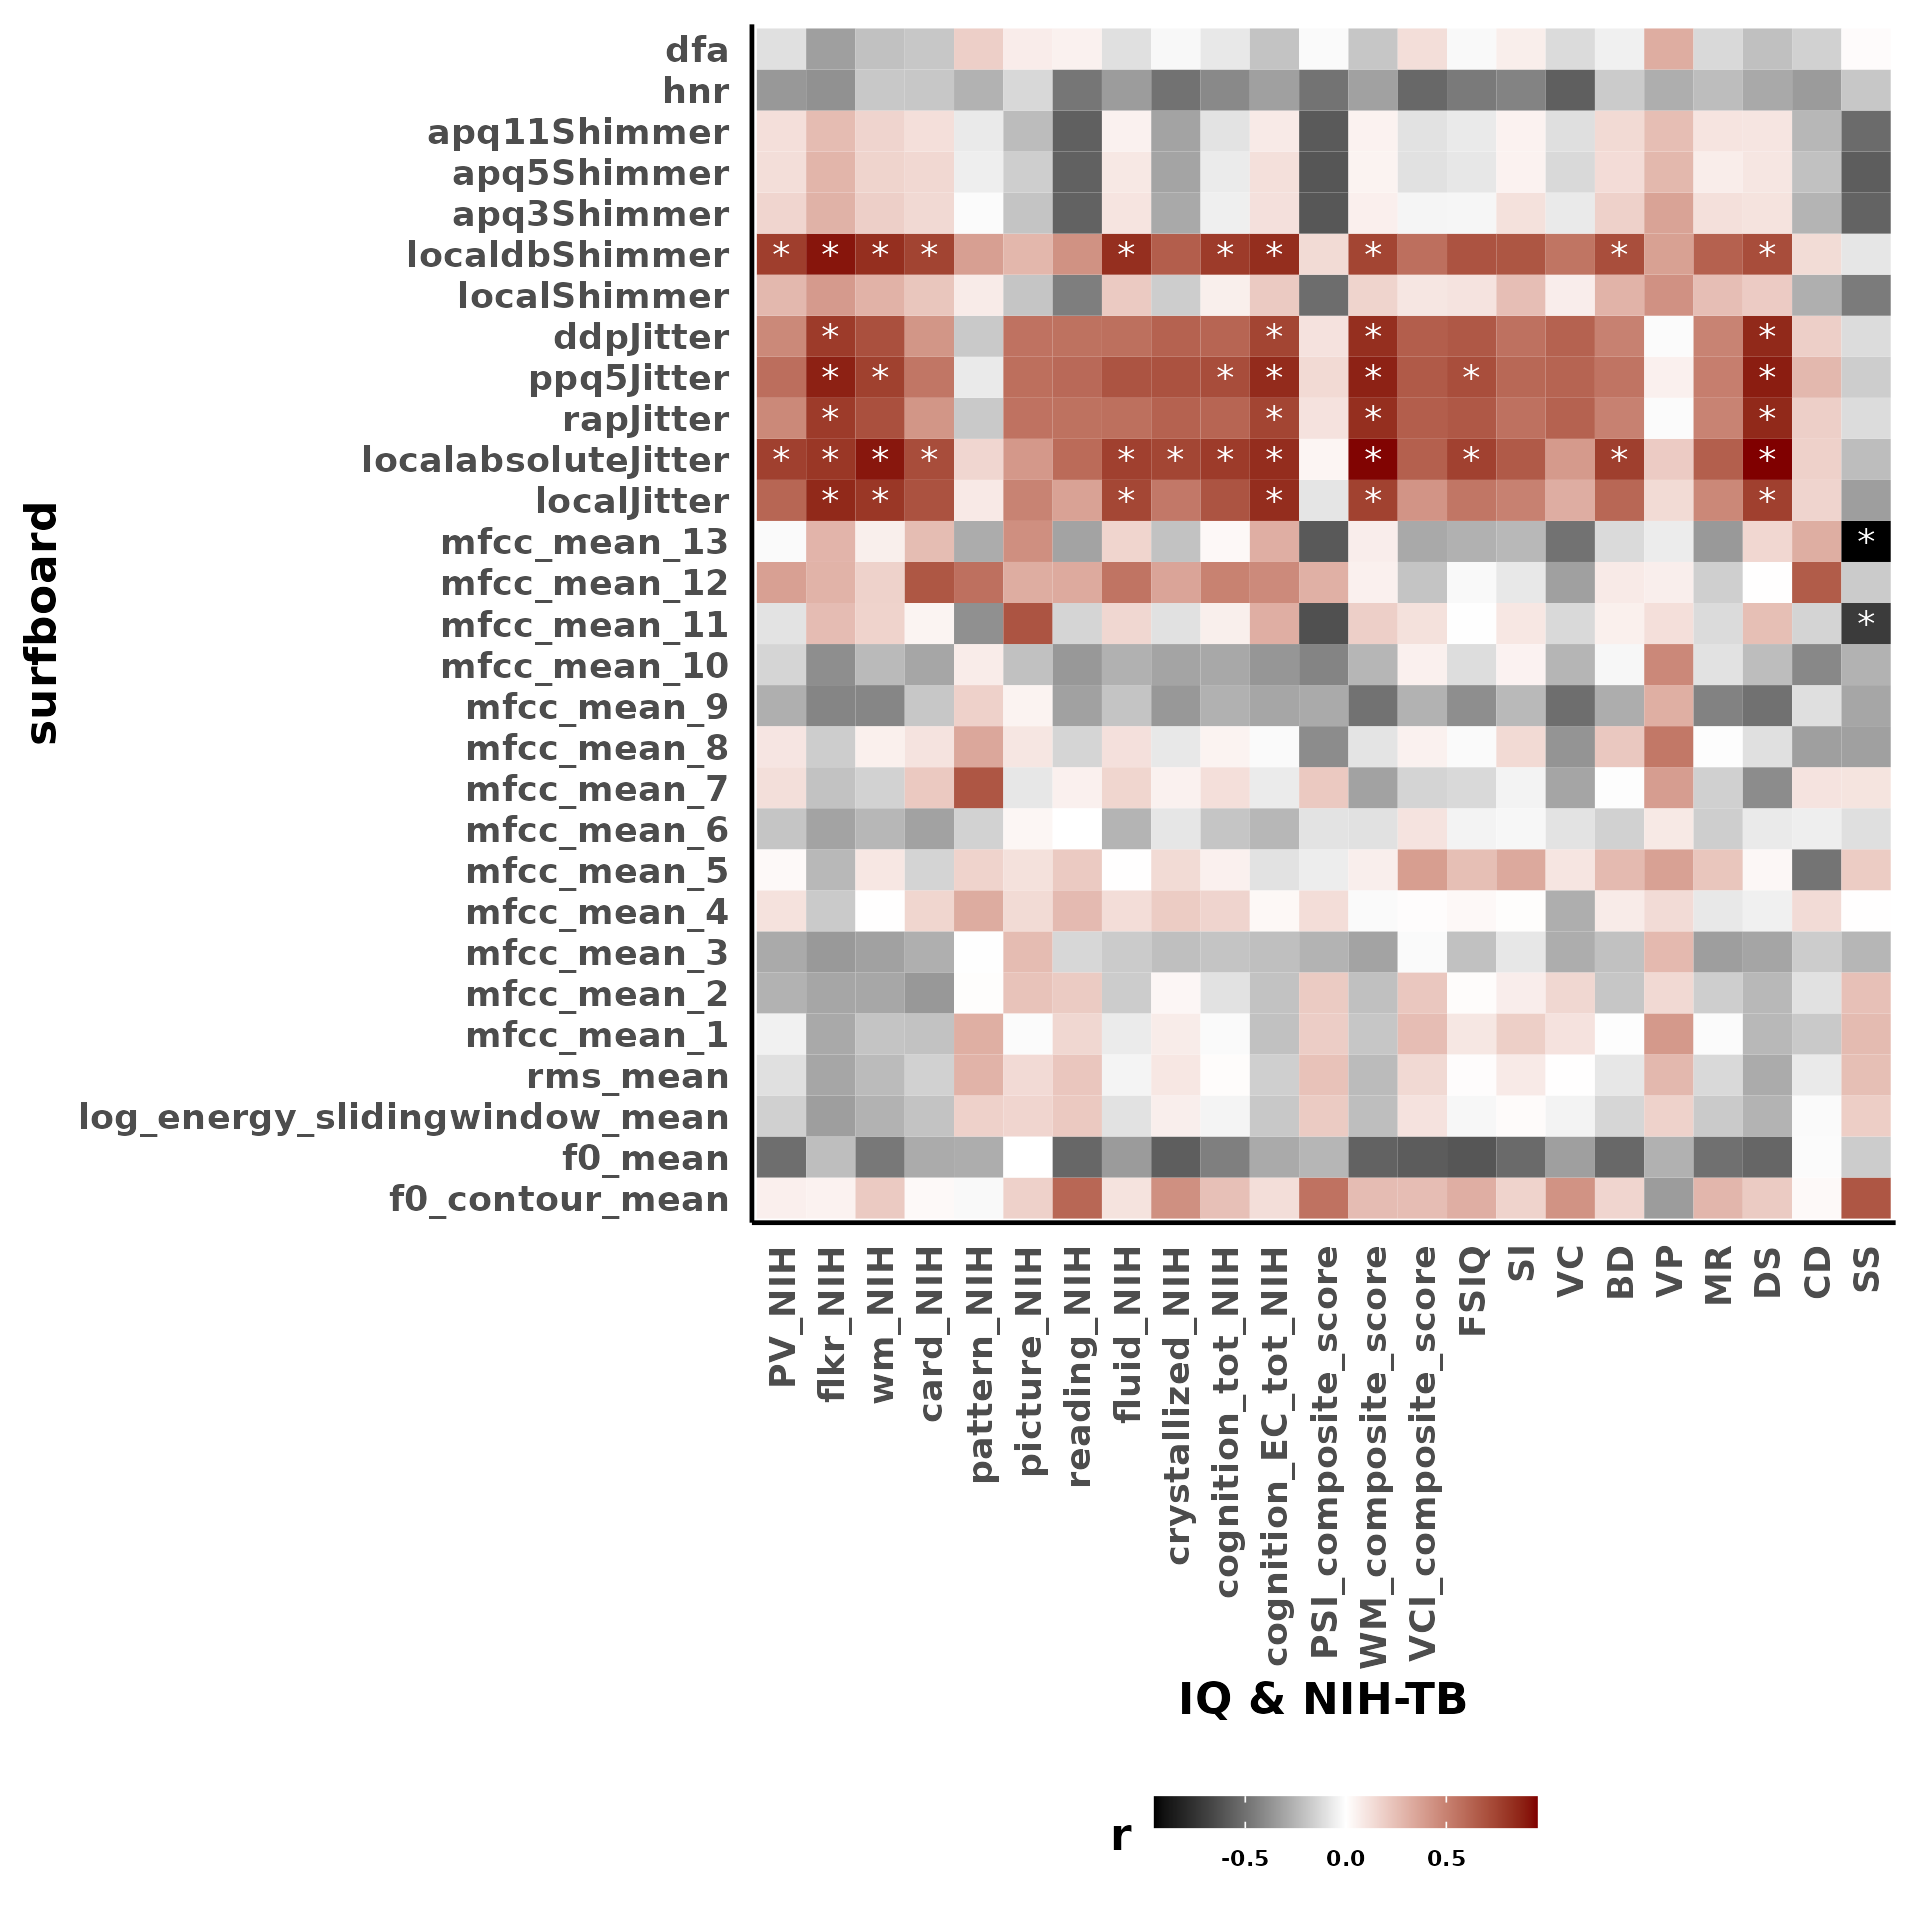 surfboard
dfa
hnr
apq11Shimmer
apq5Shimmer
apq3Shimmer
localdbShimmer * * * * * * * * * *
localShimmer
ddpJitter * * * *
ppq5Jitter * * * * * * *
rapJitter * * * *
localabsoluteJitter * * * * * * * * * * * *
localJitter * * * * * *
mfcc_mean_13 *
mfcc_mean_12
mfcc_mean_11 *
mfcc_mean_10
mfcc_mean_9
mfcc_mean_8
mfcc_mean_7
mfcc_mean_6
mfcc_mean_5
mfcc_mean_4
mfcc_mean_3
mfcc_mean_2
mfcc_mean_1
rms_mean
log_energy_slidingwindow_mean
f0_mean
f0_contour_mean
PV_NIH
flkr_NIH
wm_NIH
card_NIH
pattern_NIH
picture_NIH
reading_NIH
fluid_NIH
crystallized_NIH
cognition_tot_NIH
cognition_EC_tot_NIH
PSI_composite_score
WM_composite_score
VCI_composite_score
FSIQ
SI
VC
BD
VP
MR
DS
CD
SS
IQ & NIH-TB
r
-0.5 0.0 0.5